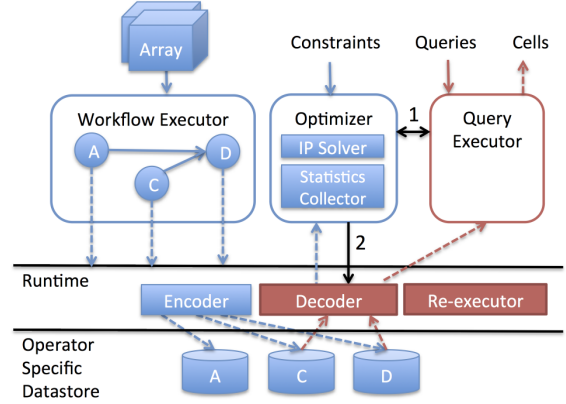 Array
Constraints
Queries
Cells
Workflow Executor
A
C
D
Optimizer
IP Solver
Statistics
Collector
1
Query
Executor
2
Runtime
Encoder
Decoder
Re-executor
Operator
Specific
Datastore
A
C
D